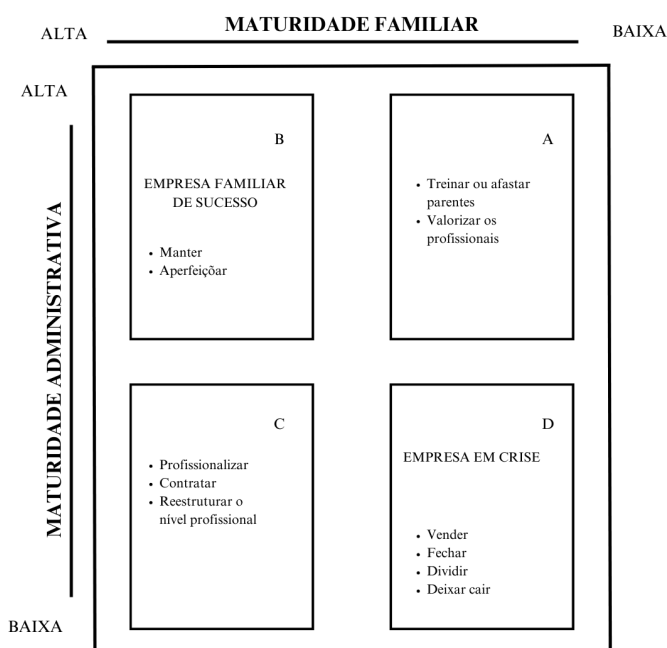 MATURIDADE FAMILIAR
ALTA
BAIXA
ALTA
MATURIDADE ADMINISTRATIVA
BAIXA
B
EMPRESA FAMILIAR
DE SUCESSO
• Manter
• Aperfeiçõar
A
• Treinar ou afastar
parentes
• Valorizar os
profissionais
C
• Profissionalizar
• Contratar
• Reestruturar o
nível profissional
D
EMPRESA EM CRISE
• Vender
• Fechar
• Dividir
• Deixar cair